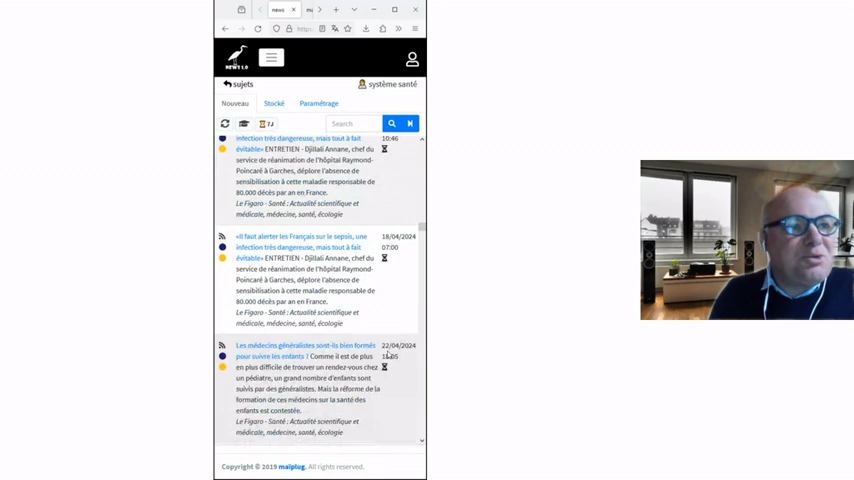 news
NEWS 1.0
sujets
système santé
Nouveau
Stocké
Paramétrage
7J
Search
infection très dangereuse, mais tout à fait
10:46
évitable» ENTRETIEN - Djillali Annane, chef du
service de réanimation de l'hôpital Raymond-
Poincaré à Garches, déplore l'absence de
sensibilisation à cette maladie responsable de
80.000 décès par an en France.
Le Figaro - Santé : Actualité scientifique et
médicale, médecine, santé, écologie
«Il faut alerter les Français sur le sepsis, une
18/04/2024
infection très dangereuse, mais tout à fait
07:00
évitable» ENTRETIEN - Djillali Annane, chef du
service de réanimation de l'hôpital Raymond-
Poincaré à Garches, déplore l'absence de
sensibilisation à cette maladie responsable de
80.000 décès par an en France.
Le Figaro - Santé : Actualité scientifique et
médicale, médecine, santé, écologie
Les médecins généralistes sont-ils bien formés
22/04/2024
pour suivre les enfants ? Comme il est de plus
en plus difficile de trouver un rendez-vous chez
un pédiatre, un grand nombre d'enfants sont
suivis par des généralistes. Mais la réforme de la
formation de ces médecins sur la santé des
enfants est contestée.
Le Figaro - Santé : Actualité scientifique et
médicale, médecine, santé, écologie
Copyright © 2019 maiplug. All rights reserved.